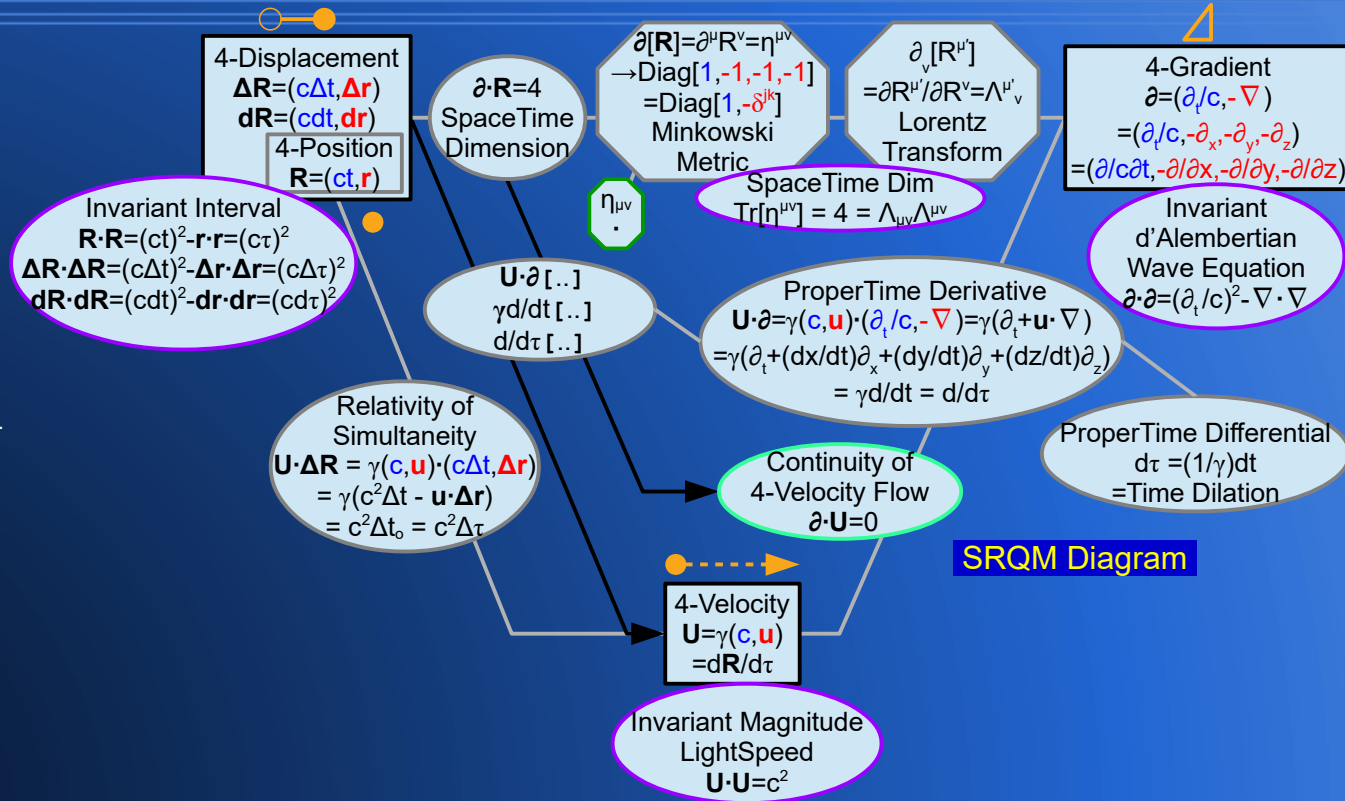 4-Displacement
ΔR=(cΔt,Δr)
dR=(cdt,dr)
4-Position
R=(ct,r)
∂·R=4
SpaceTime
Dimension
∂[R]=∂^μR^ν=η^μν
→Diag[1,-1,-1,-1]
=Diag[1,-δ^jk]
Minkowski
Metric
∂_ν[R^μ']
=∂R^μ'/∂R^ν=Λ^μ'_ν
Lorentz
Transform
4-Gradient
∂=(∂_t/c,-∇)
=(∂_t/c,-∂_x,-∂_y,-∂_z)
=(∂/c∂t,-∂/∂x,-∂/∂y,-∂/∂z)
Invariant Interval
R·R=(ct)²-r·r=(cτ)²
ΔR·ΔR=(cΔt)²-Δr·Δr=(cΔτ)²
dR·dR=(cdt)²-dr·dr=(cdτ)²
η_μν
·
SpaceTime Dim
Tr[η^μν] = 4 = Λ_μνΛ^μν
Invariant
d'Alembertian
Wave Equation
∂·∂=(∂_t/c)²-∇·∇
U·∂[..]
γd/dt [..]
d/dτ [..]
ProperTime Derivative
U·∂=γ(c,u)·(∂_t/c,-∇)=γ(∂_t+u·∇)
=γ(∂_t+(dx/dt)∂_x+(dy/dt)∂_y+(dz/dt)∂_z)
= γd/dt = d/dτ
Relativity of
Simultaneity
U·ΔR = γ(c,u)·(cΔt,Δr)
= γ(c²Δt - u·Δr)
= c²Δt_o = c²Δτ
ProperTime Differential
dτ =(1/γ)dt
=Time Dilation
Continuity of
4-Velocity Flow
∂·U=0
SRQM Diagram
4-Velocity
U=γ(c,u)
=dR/dτ
Invariant Magnitude
LightSpeed
U·U=c²